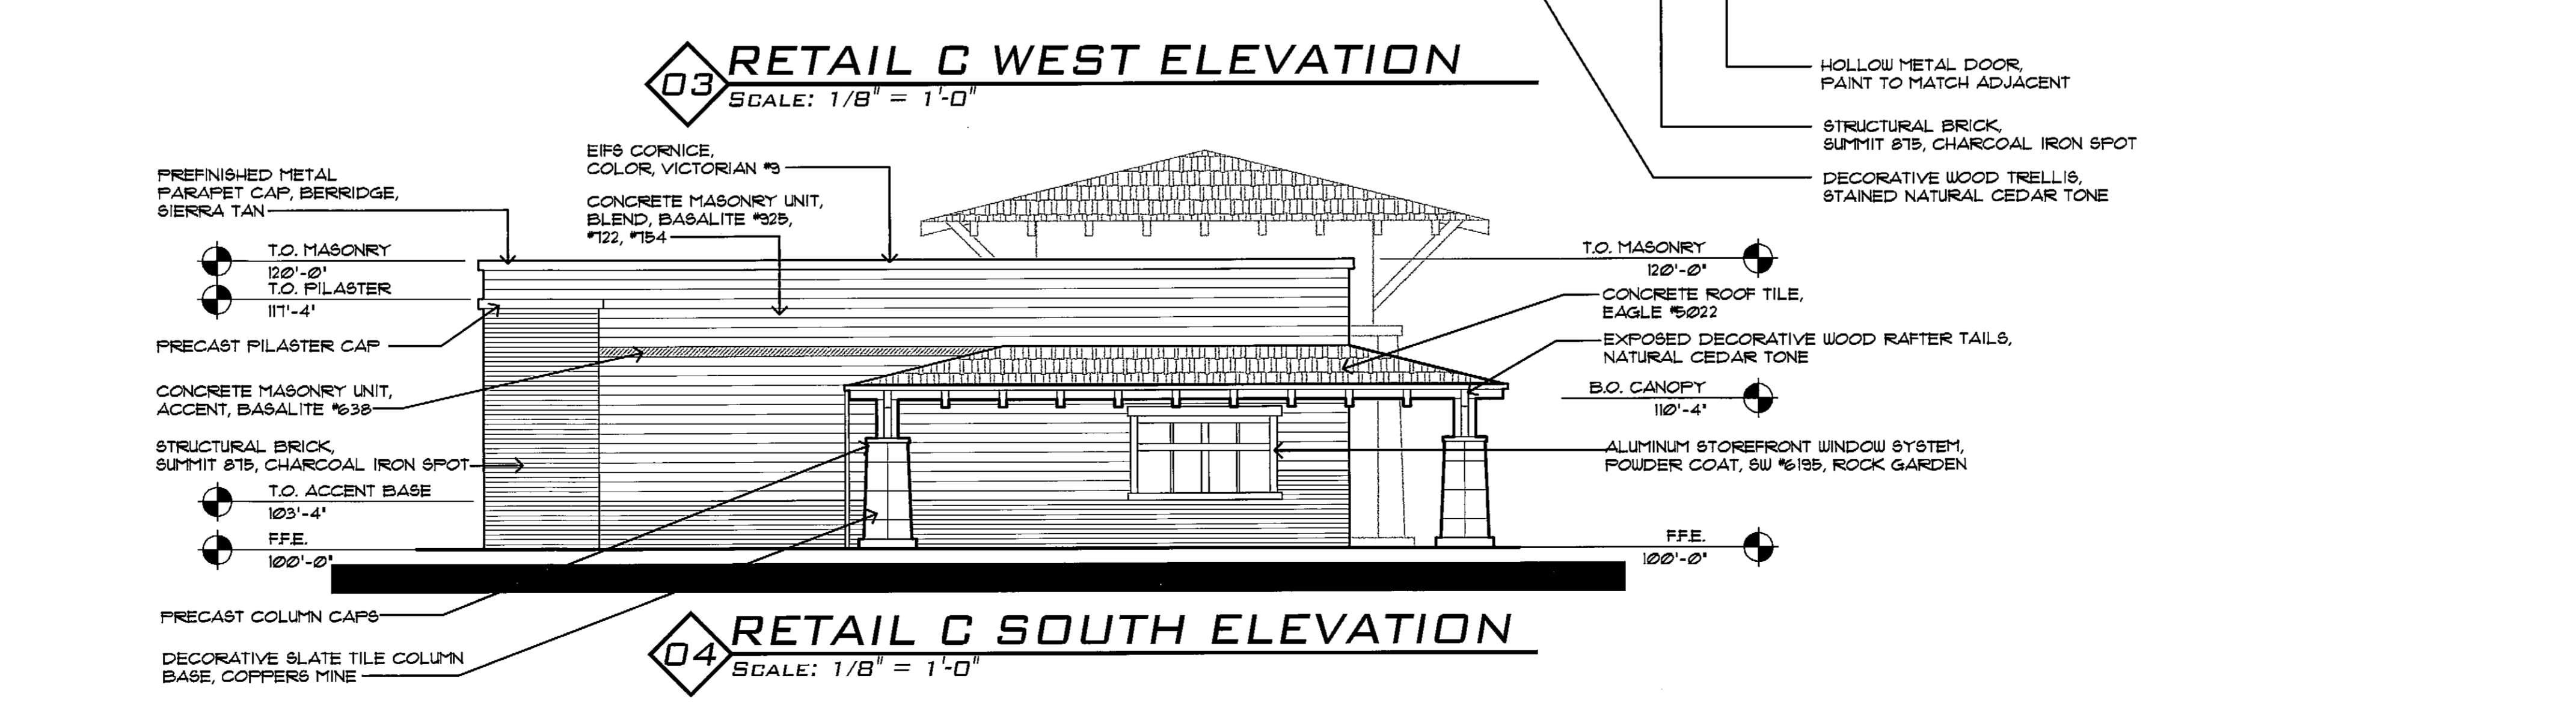 03
RETAIL C WEST ELEVATION
SCALE: 1/8" = 1'-0"
HOLLOW METAL DOOR,
PAINT TO MATCH ADJACENT
STRUCTURAL BRICK,
SUMMIT 875, CHARCOAL IRON SPOT
DECORATIVE WOOD TRELLIS,
STAINED NATURAL CEDAR TONE
EIFS CORNICE,
COLOR, VICTORIAN #9
CONCRETE MASONRY UNIT,
BLEND, BASALITE #925,
#722, #754
PREFINISHED METAL
PARAPET CAP, BERRIDGE,
SIERRA TAN
T.O. MASONRY
120'-0"
T.O. PILASTER
117'-4"
PRECAST PILASTER CAP
CONCRETE MASONRY UNIT,
ACCENT, BASALITE #638
STRUCTURAL BRICK,
SUMMIT 875, CHARCOAL IRON SPOT
T.O. ACCENT BASE
103'-4"
F.F.E.
100'-0"
PRECAST COLUMN CAPS
DECORATIVE SLATE TILE COLUMN
BASE, COPPERS MINE
T.O. MASONRY
120'-0"
CONCRETE ROOF TILE,
EAGLE #5022
EXPOSED DECORATIVE WOOD RAFTER TAILS,
NATURAL CEDAR TONE
B.O. CANOPY
110'-4"
ALUMINUM STOREFRONT WINDOW SYSTEM,
POWDER COAT, SW #6195, ROCK GARDEN
F.F.E.
100'-0"
04
RETAIL C SOUTH ELEVATION
SCALE: 1/8" = 1'-0"